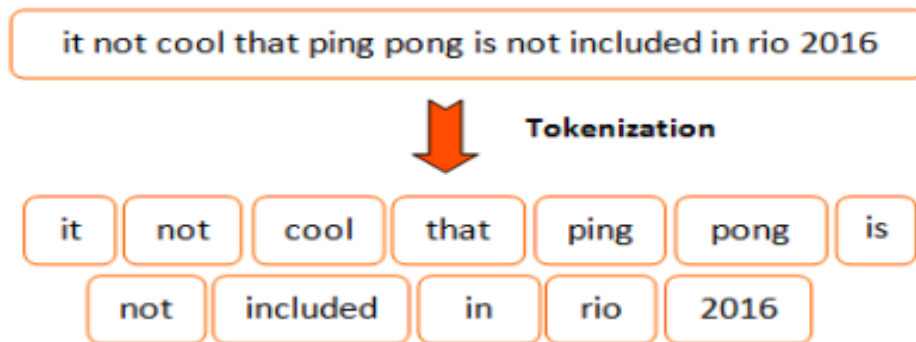 it not cool that ping pong is not included in rio 2016
Tokenization
it not cool that ping pong is
not included in rio 2016